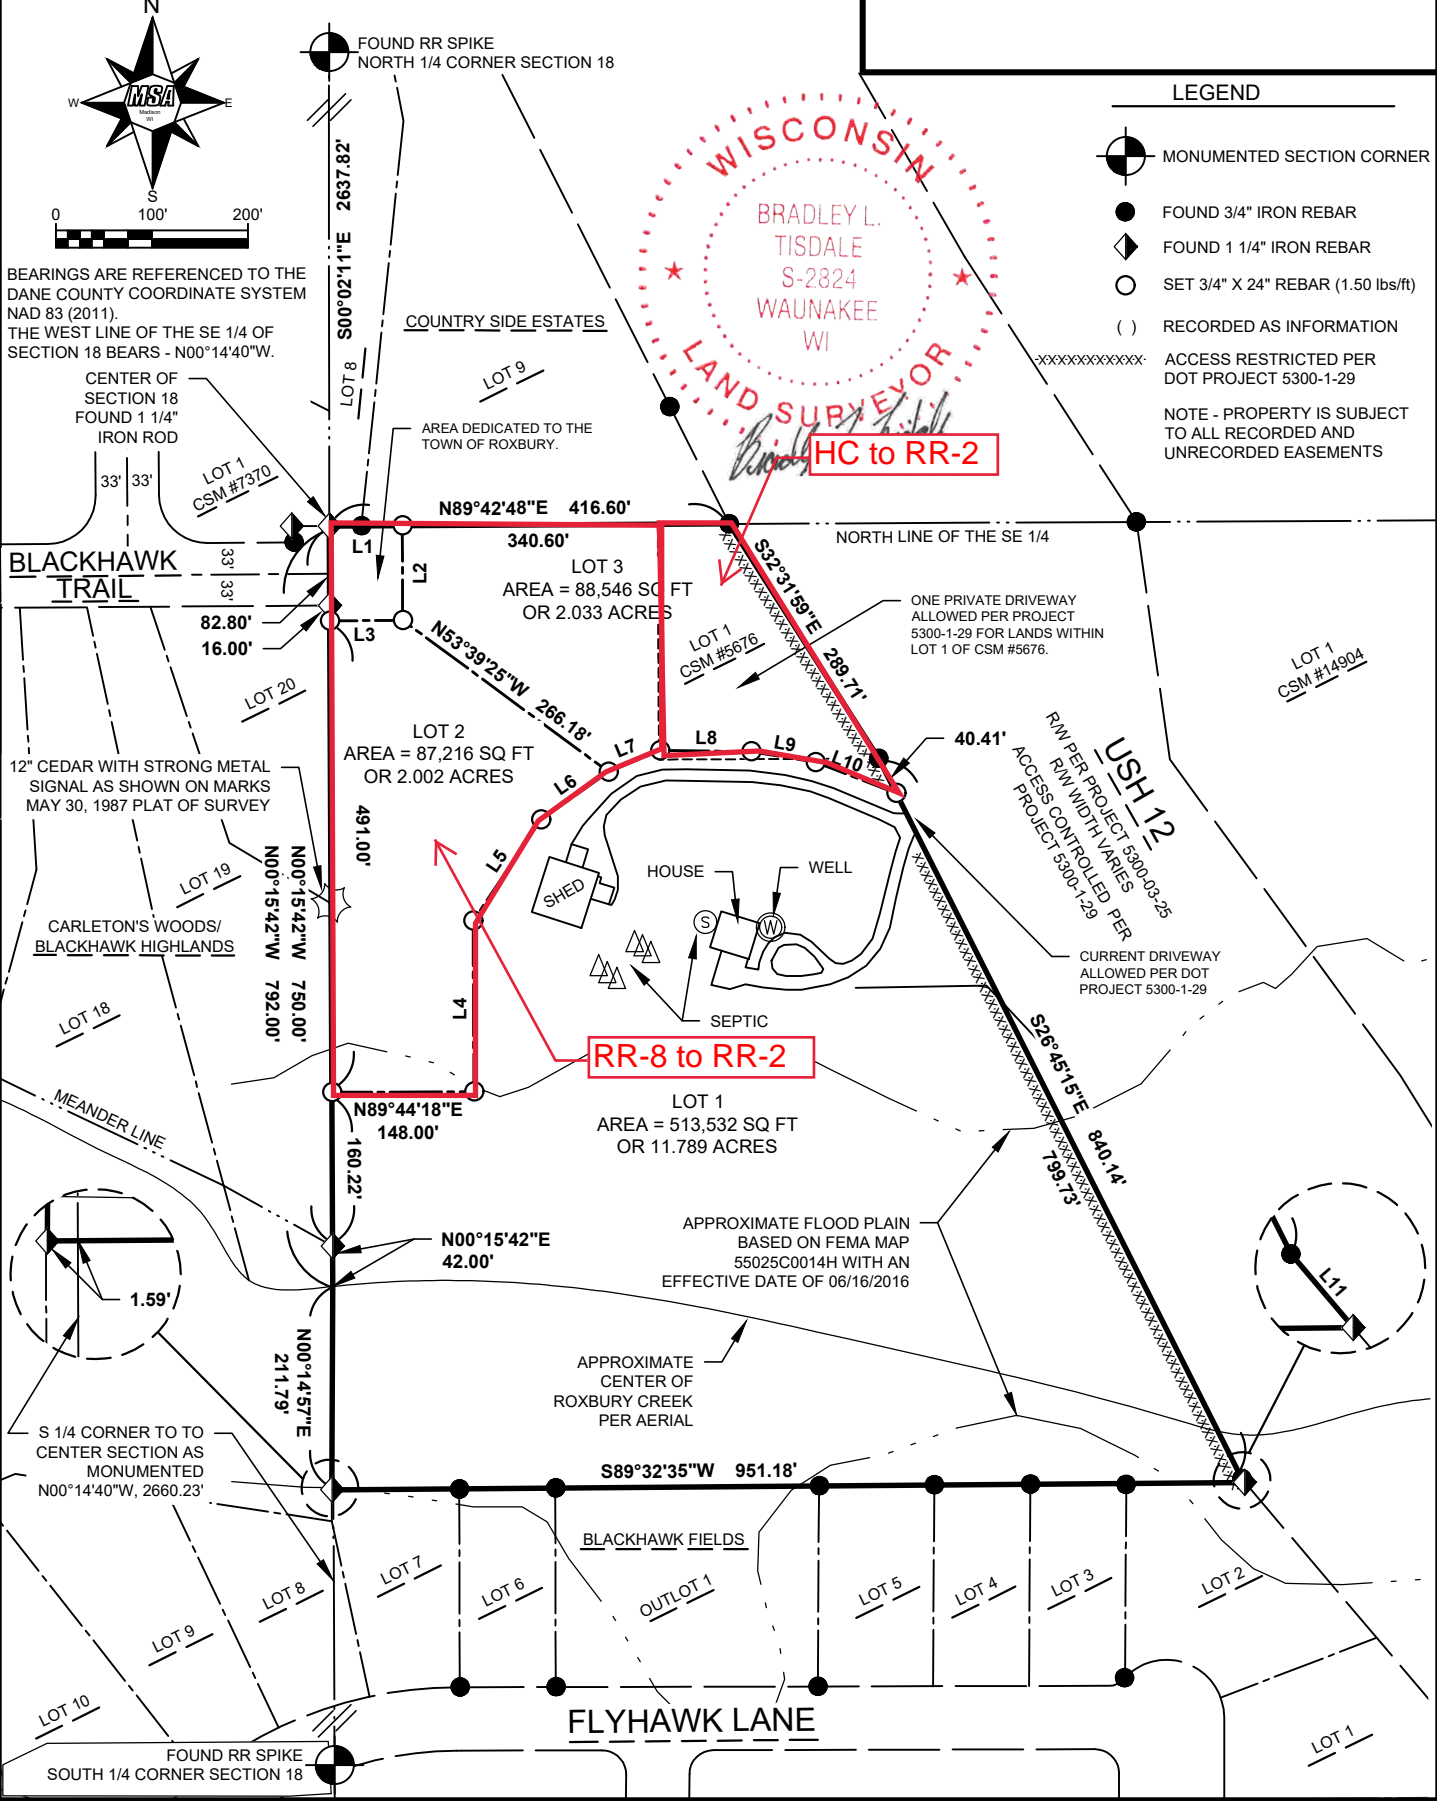 N
W
E
S
MSA
Madison
WI
0 100' 200'
BEARINGS ARE REFERENCED TO THE
DANE COUNTY COORDINATE SYSTEM
NAD 83 (2011).
THE WEST LINE OF THE SE 1/4 OF
SECTION 18 BEARS - N00°14'40"W.
FOUND RR SPIKE
NORTH 1/4 CORNER SECTION 18
S00°02'11"E 2637.82'
COUNTRY SIDE ESTATES
LOT 8
LOT 9
WISCONSIN
BRADLEY L.
TISDALE
S-2824
WAUNAKEE
WI
LAND SURVEYOR
LEGEND
MONUMENTED SECTION CORNER
FOUND 3/4" IRON REBAR
FOUND 1 1/4" IRON REBAR
SET 3/4" X 24" REBAR (1.50 lbs/ft)
( ) RECORDED AS INFORMATION
-XXXXXXXXXXX- ACCESS RESTRICTED PER
DOT PROJECT 5300-1-29
NOTE - PROPERTY IS SUBJECT
TO ALL RECORDED AND
UNRECORDED EASEMENTS
CENTER OF
SECTION 18
FOUND 1 1/4"
IRON ROD
33' 33'
LOT 1
CSM #7370
AREA DEDICATED TO THE
TOWN OF ROXBURY.
HC to RR-2
N89°42'48"E 416.60'
340.60'
NORTH LINE OF THE SE 1/4
BLACKHAWK
TRAIL
33'
33'
82.80'
16.00'
L1
L2
L3
LOT 3
AREA = 88,546 SQ FT
OR 2.033 ACRES
S32°31'59"E 289.71'
LOT 1
CSM #5676
ONE PRIVATE DRIVEWAY
ALLOWED PER PROJECT
5300-1-29 FOR LANDS WITHIN
LOT 1 OF CSM #5676.
LOT 1
CSM #14904
N53°39'25"W 266.18'
LOT 20
LOT 2
AREA = 87,216 SQ FT
OR 2.002 ACRES
L7
L8
L9
L10
40.41'
L6
L5
USH 12
R/W PER PROJECT 5300-03-25
R/W WIDTH VARIES
ACCESS CONTROLLED PER
PROJECT 5300-1-29
12" CEDAR WITH STRONG METAL
SIGNAL AS SHOWN ON MARKS
MAY 30, 1987 PLAT OF SURVEY
491.00'
N00°15'42"W 750.00'
N00°15'42"W 792.00'
LOT 19
CARLETON'S WOODS/
BLACKHAWK HIGHLANDS
LOT 18
SHED
HOUSE
WELL
S
W
SEPTIC
L4
CURRENT DRIVEWAY
ALLOWED PER DOT
PROJECT 5300-1-29
RR-8 to RR-2
S26°45'15"E 840.14'
799.73'
MEANDER LINE
N89°44'18"E
148.00'
LOT 1
AREA = 513,532 SQ FT
OR 11.789 ACRES
160.22'
N00°15'42"E
42.00'
APPROXIMATE FLOOD PLAIN
BASED ON FEMA MAP
55025C0014H WITH AN
EFFECTIVE DATE OF 06/16/2016
1.59'
L11
N00°14'57"E
211.79'
APPROXIMATE
CENTER OF
ROXBURY CREEK
PER AERIAL
S 1/4 CORNER TO TO
CENTER SECTION AS
MONUMENTED
N00°14'40"W, 2660.23'
S89°32'35"W 951.18'
BLACKHAWK FIELDS
LOT 10
LOT 9
LOT 8
LOT 7
LOT 6
OUTLOT 1
LOT 5
LOT 4
LOT 3
LOT 2
LOT 1
FLYHAWK LANE
FOUND RR SPIKE
SOUTH 1/4 CORNER SECTION 18